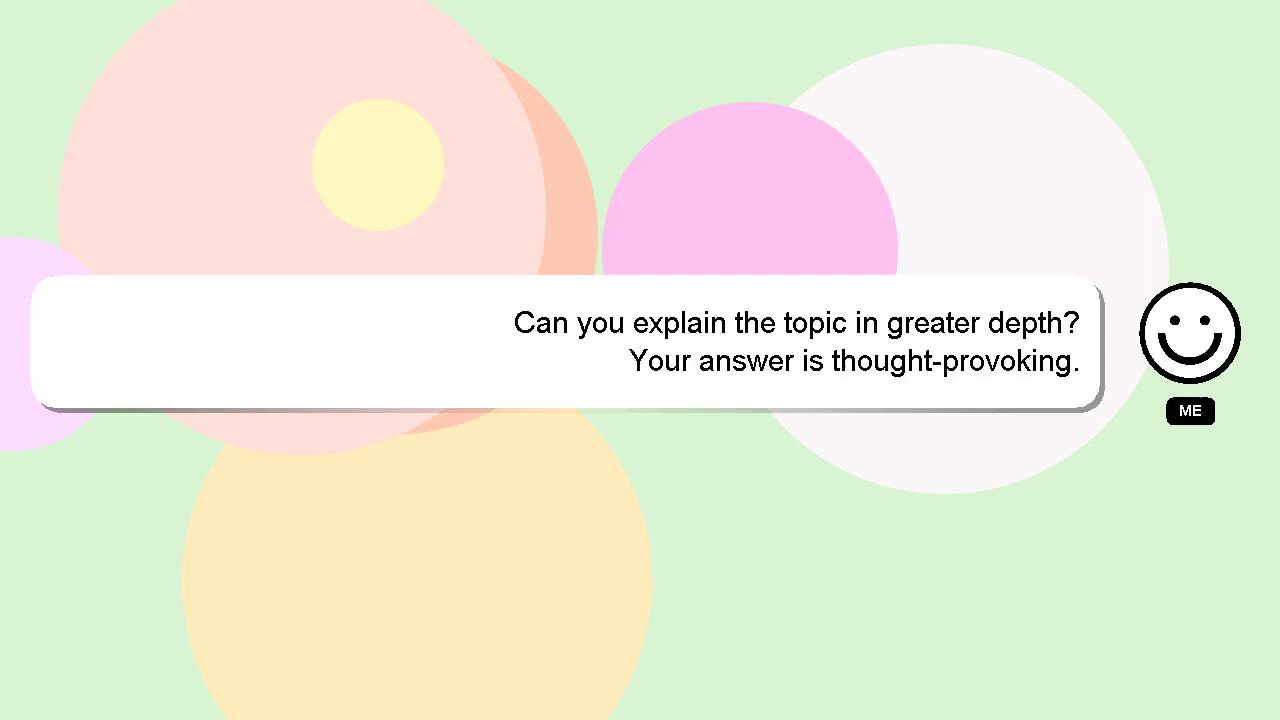 Can you explain the topic in greater depth?
Your answer is thought-provoking.
ME